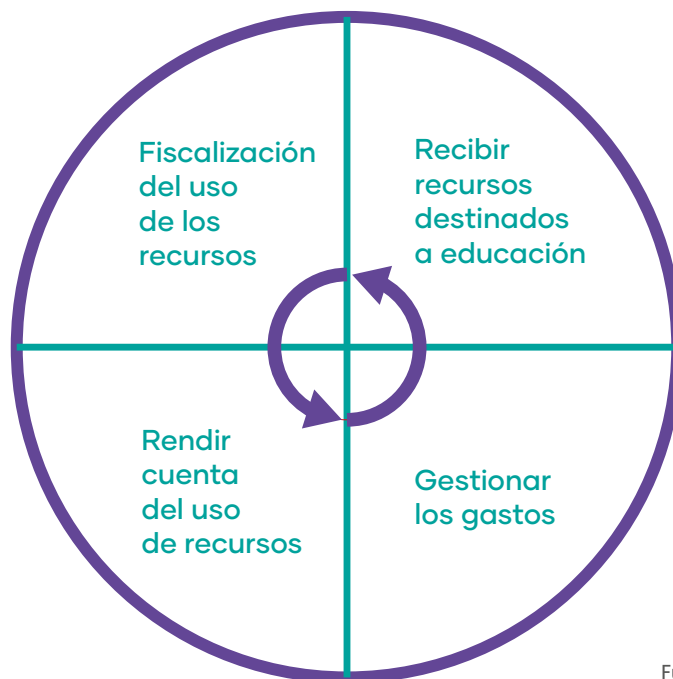 Fiscalización
del uso
de los
recursos
Recibir
recursos
destinados
a educación
Rendir
cuenta
del uso
de recursos
Gestionar
los gastos